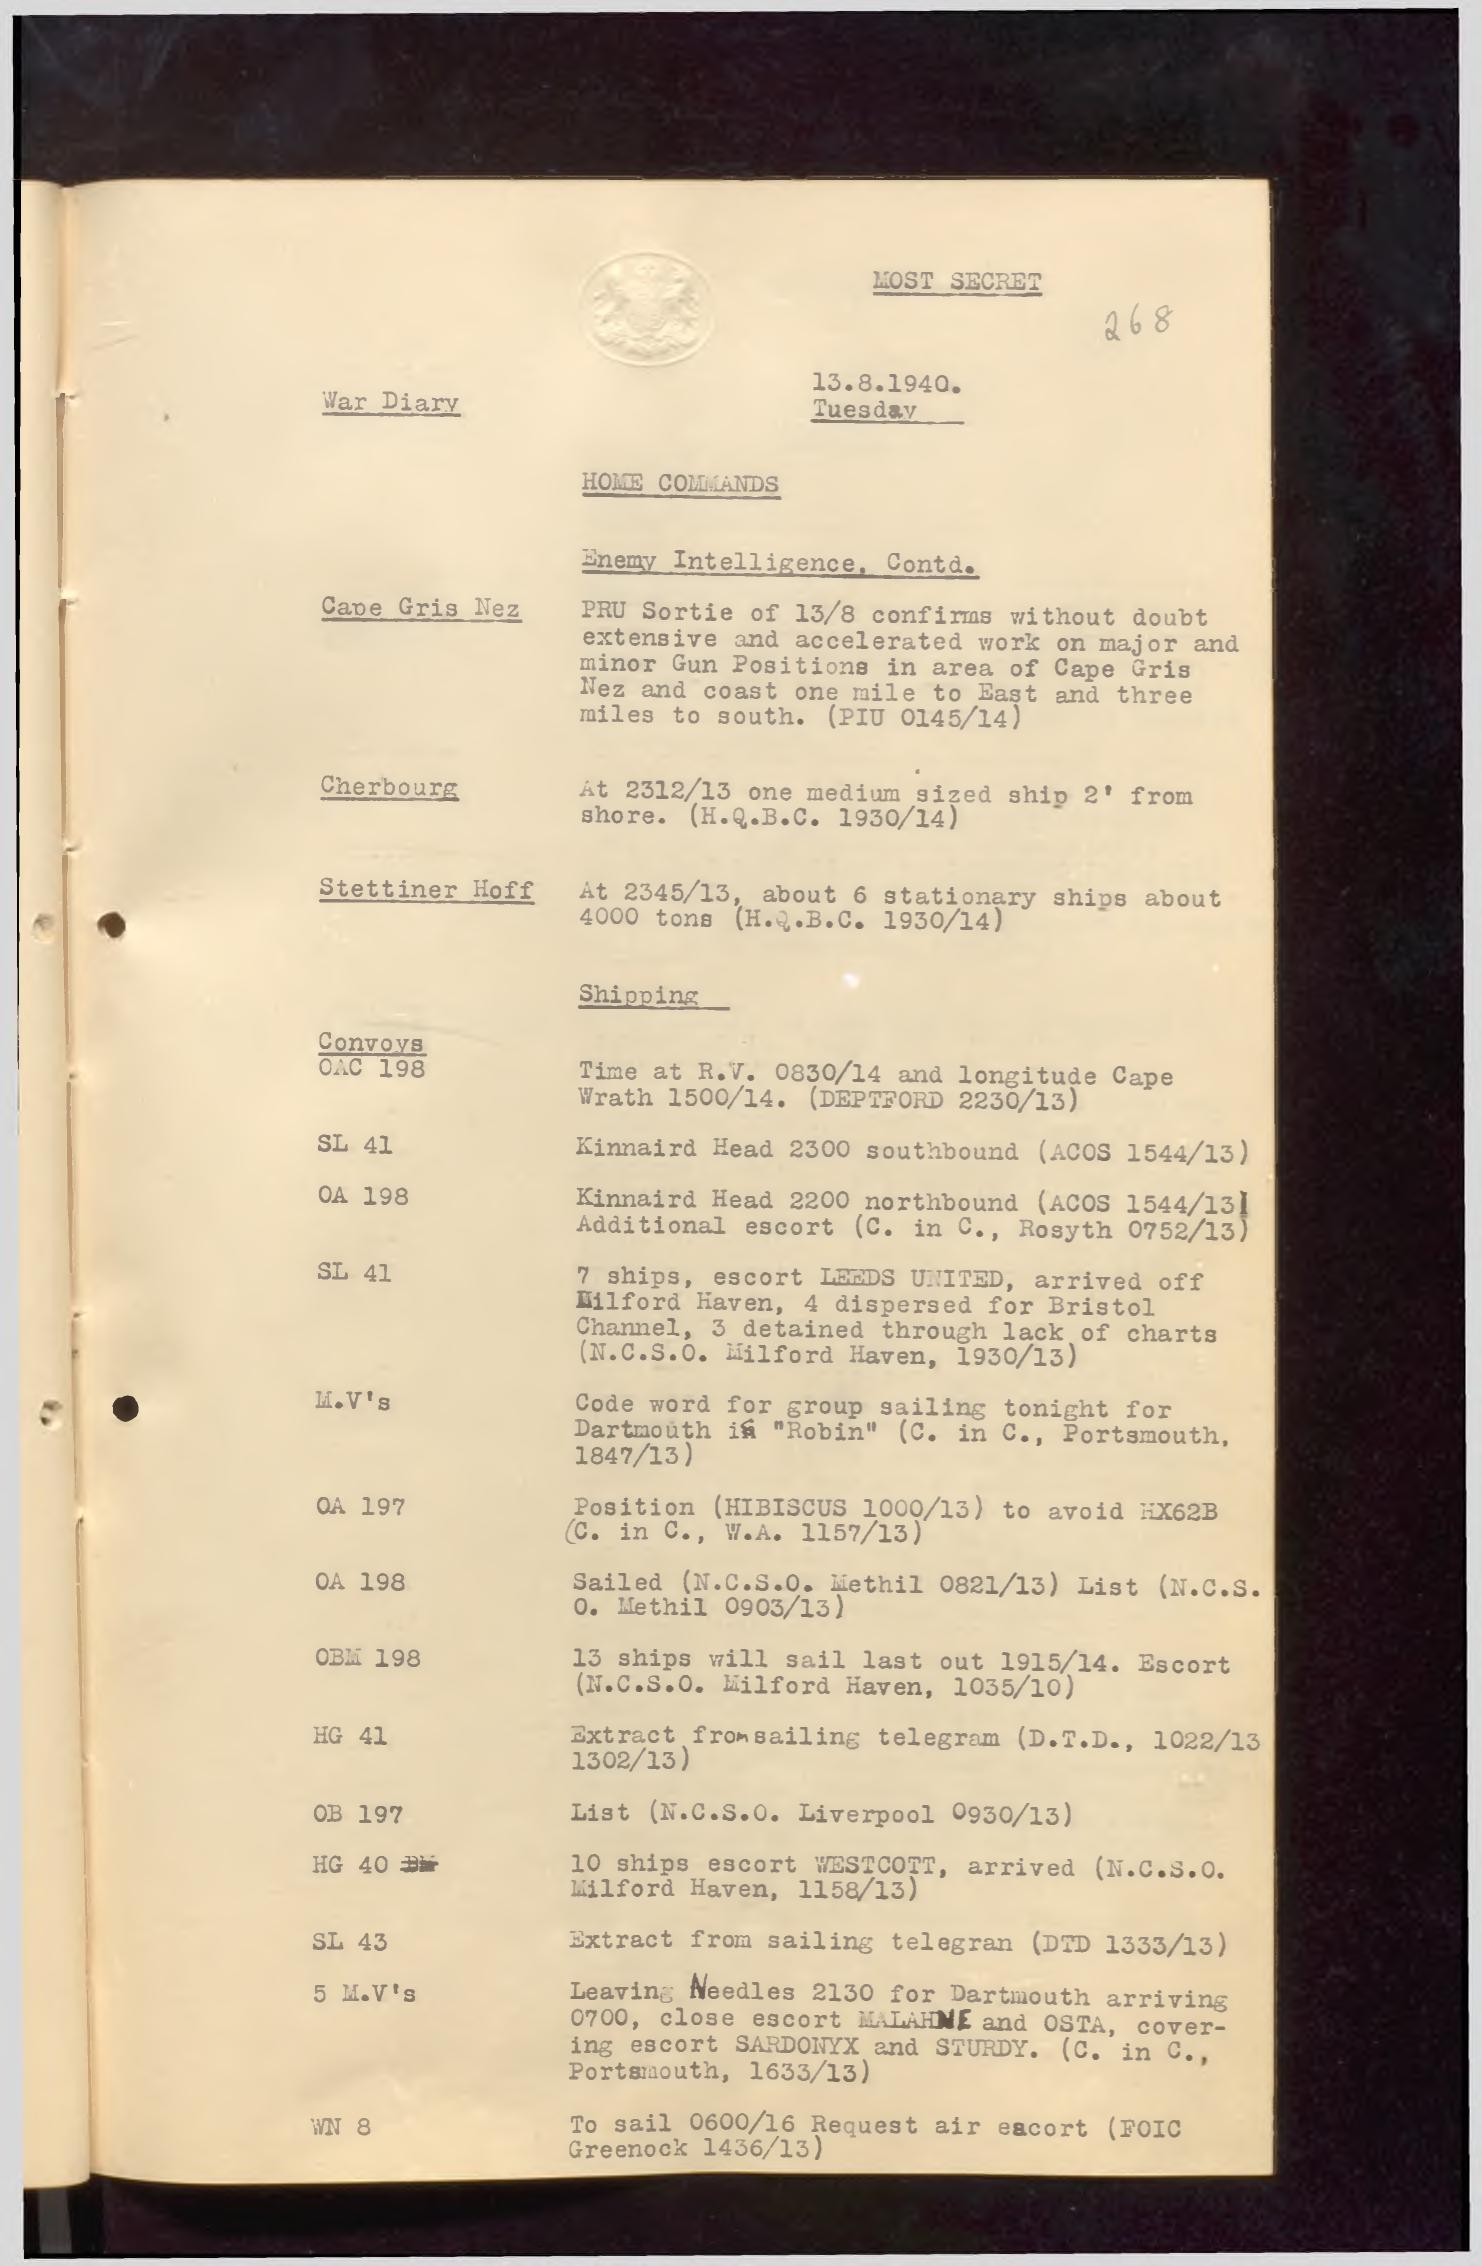 MOST SECRET
268
War Diary
13.8.1940.
Tuesday
HOME COMMANDS
Enemy Intelligence, Contd.
Cape Gris Nez
PRU Sortie of 13/8 confirms without doubt
extensive and accelerated work on major and
minor Gun Positions in area of Cape Gris
Nez and coast one mile to East and three
miles to south. (PIU 0145/14)
Cherbourg
At 2312/13 one medium sized ship 2' from
shore. (H.Q.B.C. 1930/14)
Stettiner Hoff
At 2345/13, about 6 stationary ships about
4000 tons (H.Q.B.C. 1930/14)
Shipping
Convoys
OAC 198
Time at R.V. 0830/14 and longitude Cape
Wrath 1500/14. (DEPTFORD 2230/13)
SL 41
Kinnaird Head 2300 southbound (ACOS 1544/13)
OA 198
Kinnaird Head 2200 northbound (ACOS 1544/13)
Additional escort (C. in C., Rosyth 0752/13)
SL 41
7 ships, escort LEEDS UNITED, arrived off
Milford Haven, 4 dispersed for Bristol
Channel, 3 detained through lack of charts
(N.C.S.O. Milford Haven, 1930/13)
M.V's
Code word for group sailing tonight for
Dartmouth is "Robin" (C. in C., Portsmouth,
1847/13)
OA 197
Position (HIBISCUS 1000/13) to avoid HX62B
(C. in C., W.A. 1157/13)
OA 198
Sailed (N.C.S.O. Methil 0821/13) List (N.C.S.
O. Methil 0903/13)
OBM 198
13 ships will sail last out 1915/14. Escort
(N.C.S.O. Milford Haven, 1035/10)
HG 41
Extract from sailing telegram (D.T.D., 1022/13
1302/13)
OB 197
List (N.C.S.O. Liverpool 0930/13)
HG 40
10 ships escort WESTCOTT, arrived (N.C.S.O.
Milford Haven, 1158/13)
SL 43
Extract from sailing telegran (DTD 1333/13)
5 M.V's
Leaving Needles 2130 for Dartmouth arriving
0700, close escort MALAHNE and OSTA, cover-
ing escort SARDONYX and STURDY. (C. in C.,
Portsmouth, 1633/13)
WN 8
To sail 0600/16 Request air escort (FOIC
Greenock 1436/13)